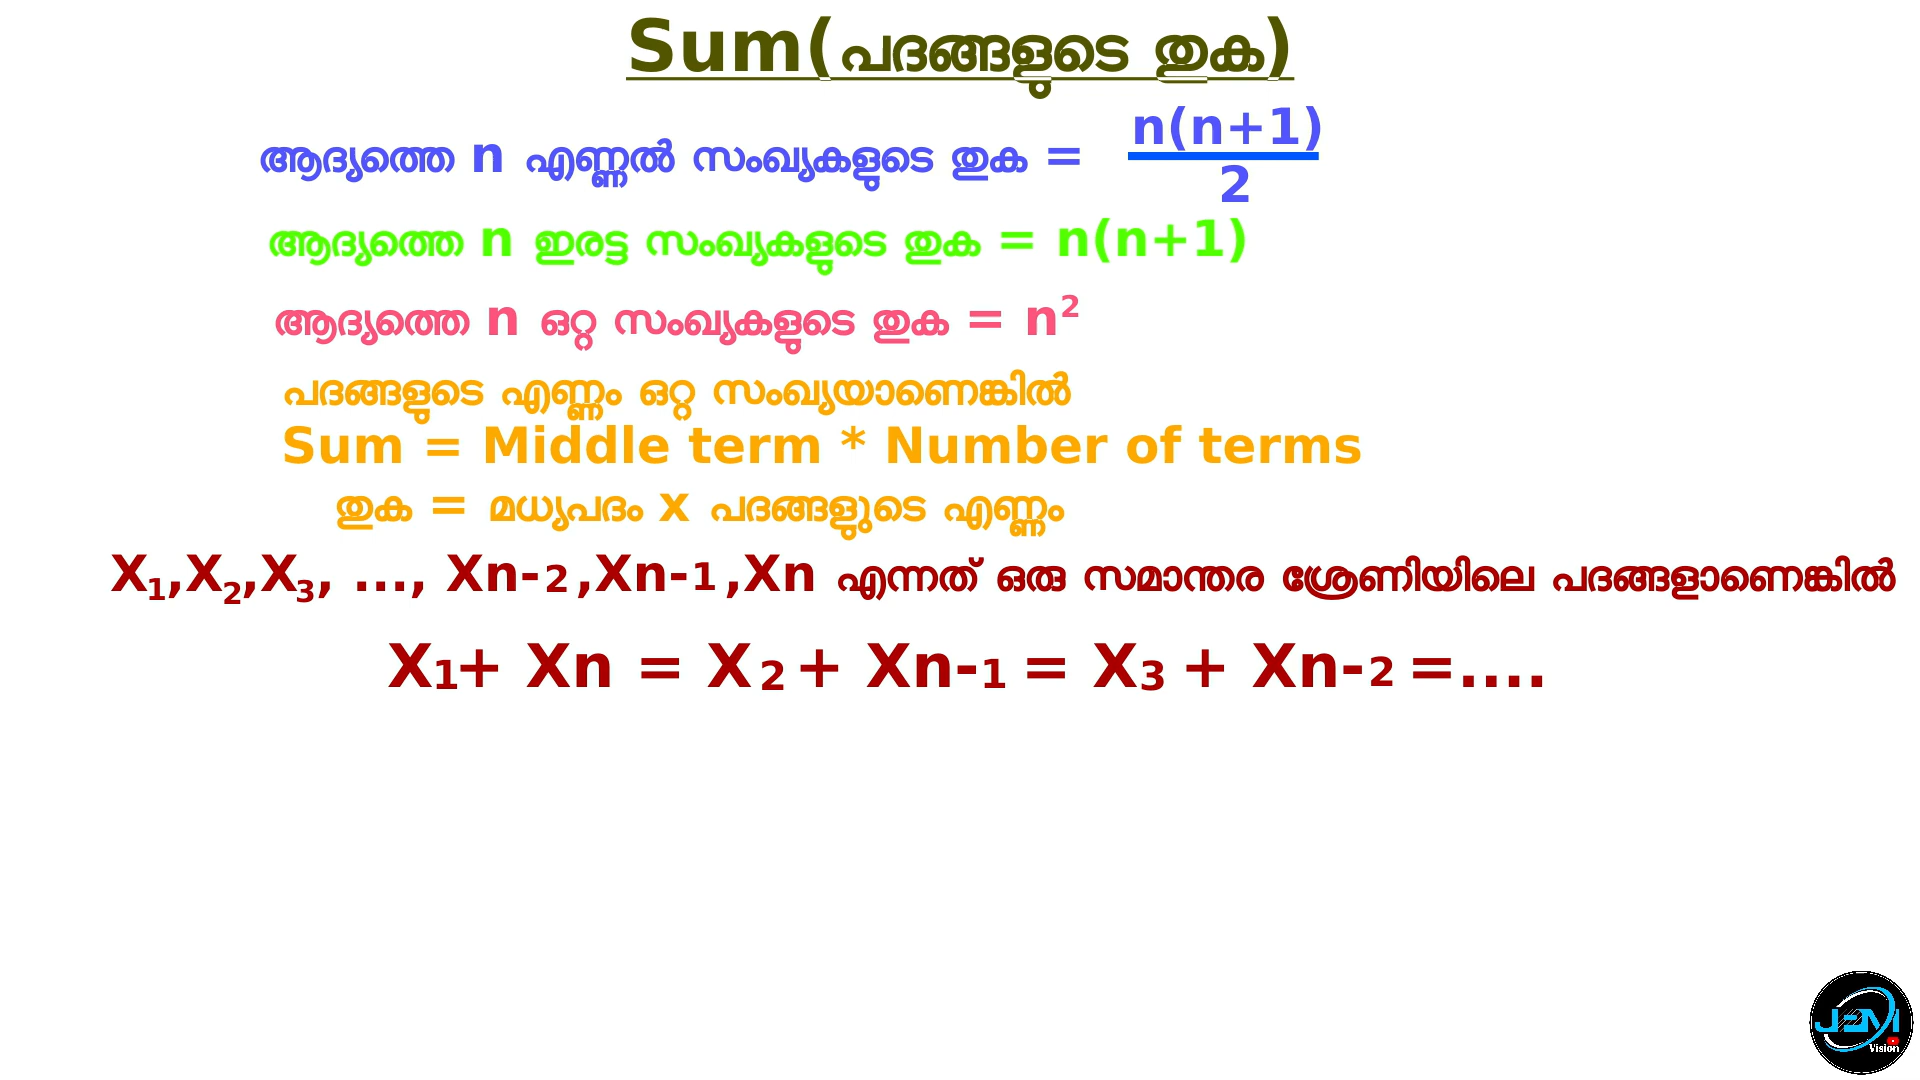 Sum(പദങ്ങളുടെ തുക)
ആദ്യത്തെ n എണ്ണൽ സംഖ്യകളുടെ തുക = n(n+1)
2
ആദ്യത്തെ n ഇരട്ട സംഖ്യകളുടെ തുക = n(n+1)
ആദ്യത്തെ n ഒറ്റ സംഖ്യകളുടെ തുക = n²
പദങ്ങളുടെ എണ്ണം ഒറ്റ സംഖ്യയാണെങ്കിൽ
Sum = Middle term * Number of terms
തുക = മധ്യപദം x പദങ്ങളുടെ എണ്ണം
X₁,X₂,X₃, ..., Xn-₂,Xn-₁,Xn എന്നത് ഒരു സമാന്തര ശ്രേണിയിലെ പദങ്ങളാണെങ്കിൽ
X₁+ Xn = X₂ + Xn-₁ = X₃ + Xn-₂ =....
JEMI
Vision